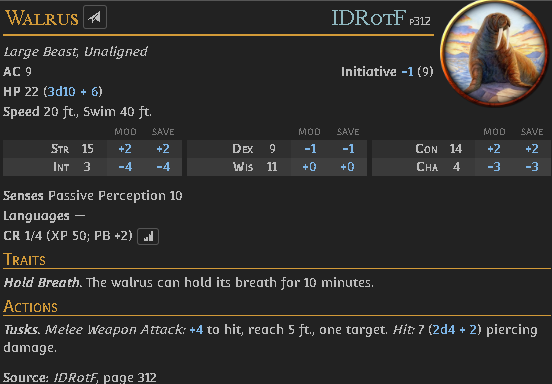 Walrus IDRotF p312
Large Beast, Unaligned
AC 9 Initiative -1 (9)
HP 22 (3d10 + 6)
Speed 20 ft., Swim 40 ft.
MOD SAVE MOD SAVE MOD SAVE
Str 15 +2 +2 Dex 9 -1 -1 Con 14 +2 +2
Int 3 -4 -4 Wis 11 +0 +0 Cha 4 -3 -3
Senses Passive Perception 10
Languages —
CR 1/4 (XP 50; PB +2)
Traits
Hold Breath. The walrus can hold its breath for 10 minutes.
Actions
Tusks. Melee Weapon Attack: +4 to hit, reach 5 ft., one target. Hit: 7 (2d4 + 2) piercing
damage.
Source: IDRotF, page 312